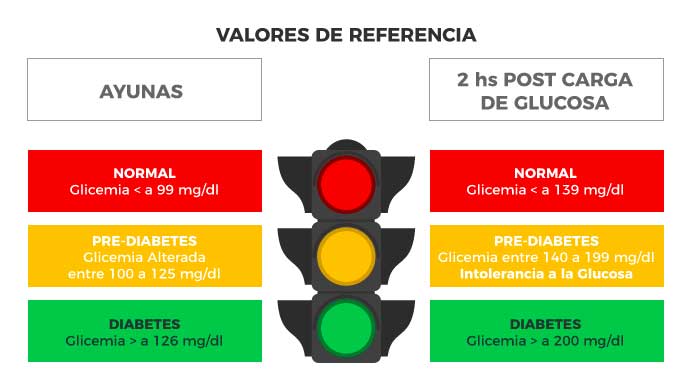 VALORES DE REFERENCIA
AYUNAS
NORMAL
Glicemia < a 99 mg/dl
PRE-DIABETES
Glicemia Alterada
entre 100 a 125 mg/dl
DIABETES
Glicemia > a 126 mg/dl
2 hs POST CARGA
DE GLUCOSA
NORMAL
Glicemia < a 139 mg/dl
PRE-DIABETES
Glicemia entre 140 a 199 mg/dl
Intolerancia a la Glucosa
DIABETES
Glicemia > a 200 mg/dl